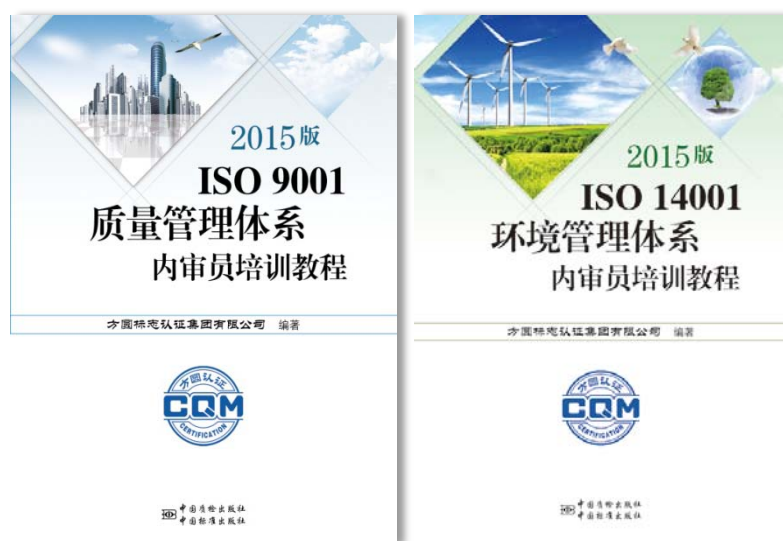 2015版
ISO 9001
质量管理体系
内审员培训教程
方圆标志认证集团有限公司 编著
方圆认证
CQM
CERTIFICATION
中国质检出版社
中国标准出版社
2015版
ISO 14001
环境管理体系
内审员培训教程
方圆标志认证集团有限公司 编著
方圆认证
CQM
CERTIFICATION
中国质检出版社
中国标准出版社